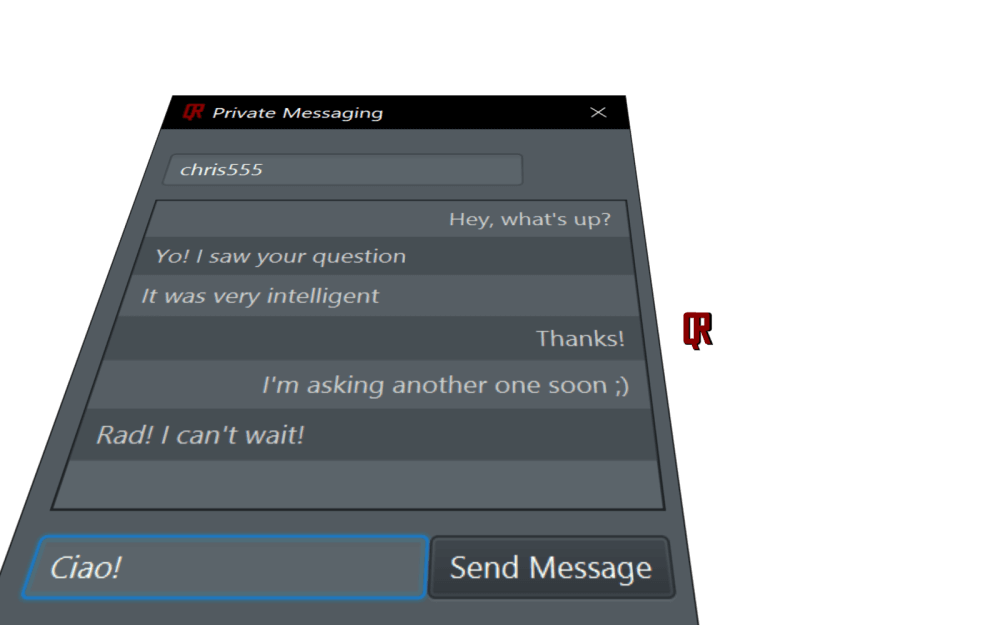 QR Private Messaging
chris555
Hey, what's up?
Yo! I saw your question
It was very intelligent
Thanks!
QR
I'm asking another one soon ;)
Rad! I can't wait!
Ciao!
Send Message